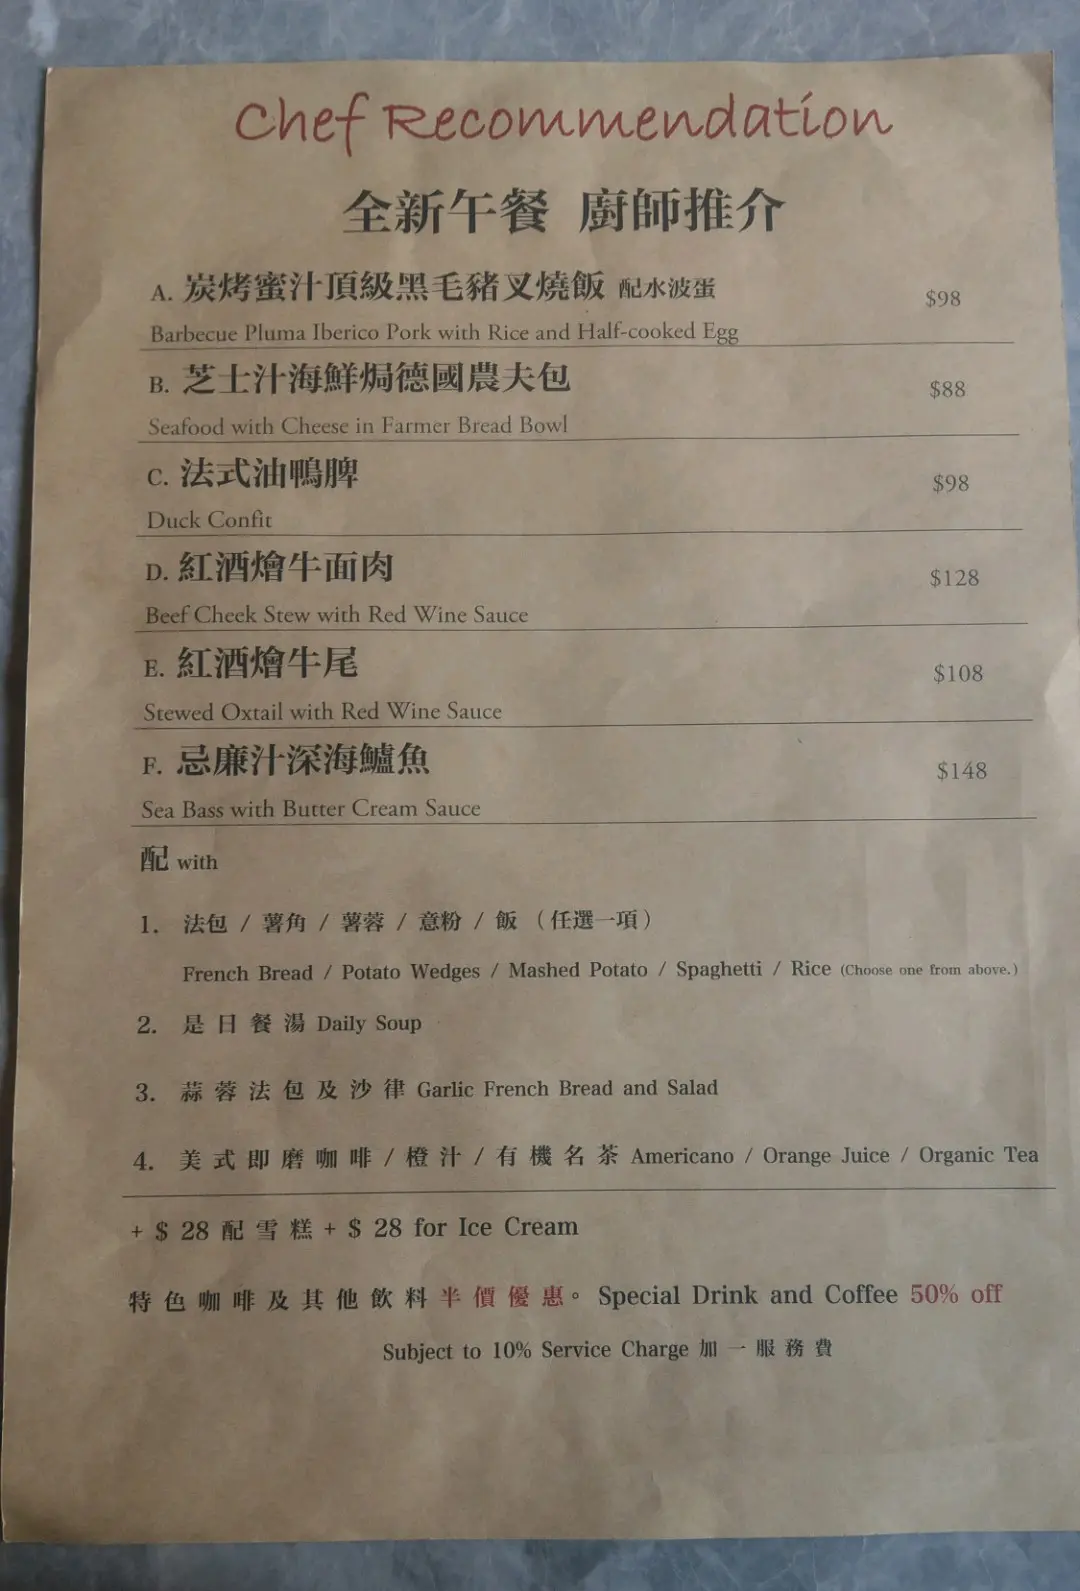 Chef Recommendation
全新午餐 廚師推介
A. 炭烤蜜汁頂級黑毛豬叉燒飯 配水波蛋 $98
Barbecue Pluma Iberico Pork with Rice and Half-cooked Egg
B. 芝士汁海鮮焗德國農夫包 $88
Seafood with Cheese in Farmer Bread Bowl
C. 法式油鴨脾 $98
Duck Confit
D. 紅酒燴牛面肉 $128
Beef Cheek Stew with Red Wine Sauce
E. 紅酒燴牛尾 $108
Stewed Oxtail with Red Wine Sauce
F. 忌廉汁深海鱸魚 $148
Sea Bass with Butter Cream Sauce
配 with
1. 法包 / 薯角 / 薯蓉 / 意粉 / 飯 （任選一項）
French Bread / Potato Wedges / Mashed Potato / Spaghetti / Rice (Choose one from above.)
2. 是日餐湯 Daily Soup
3. 蒜蓉法包及沙律 Garlic French Bread and Salad
4. 美式即磨咖啡 / 橙汁 / 有機名茶 Americano / Orange Juice / Organic Tea
+ $ 28 配雪糕 + $ 28 for Ice Cream
特色咖啡及其他飲料半價優惠。 Special Drink and Coffee 50% off
Subject to 10% Service Charge 加一服務費